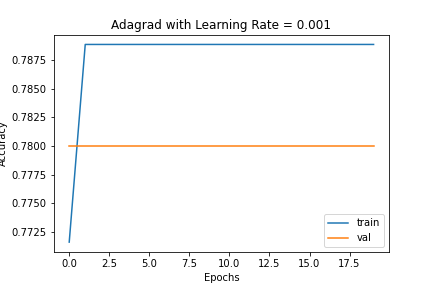 Adagrad with Learning Rate = 0.001
0.7875
0.7850
0.7825
0.7800
0.7775
0.7750
0.7725
Accuracy
0.0 2.5 5.0 7.5 10.0 12.5 15.0 17.5
Epochs
train
val